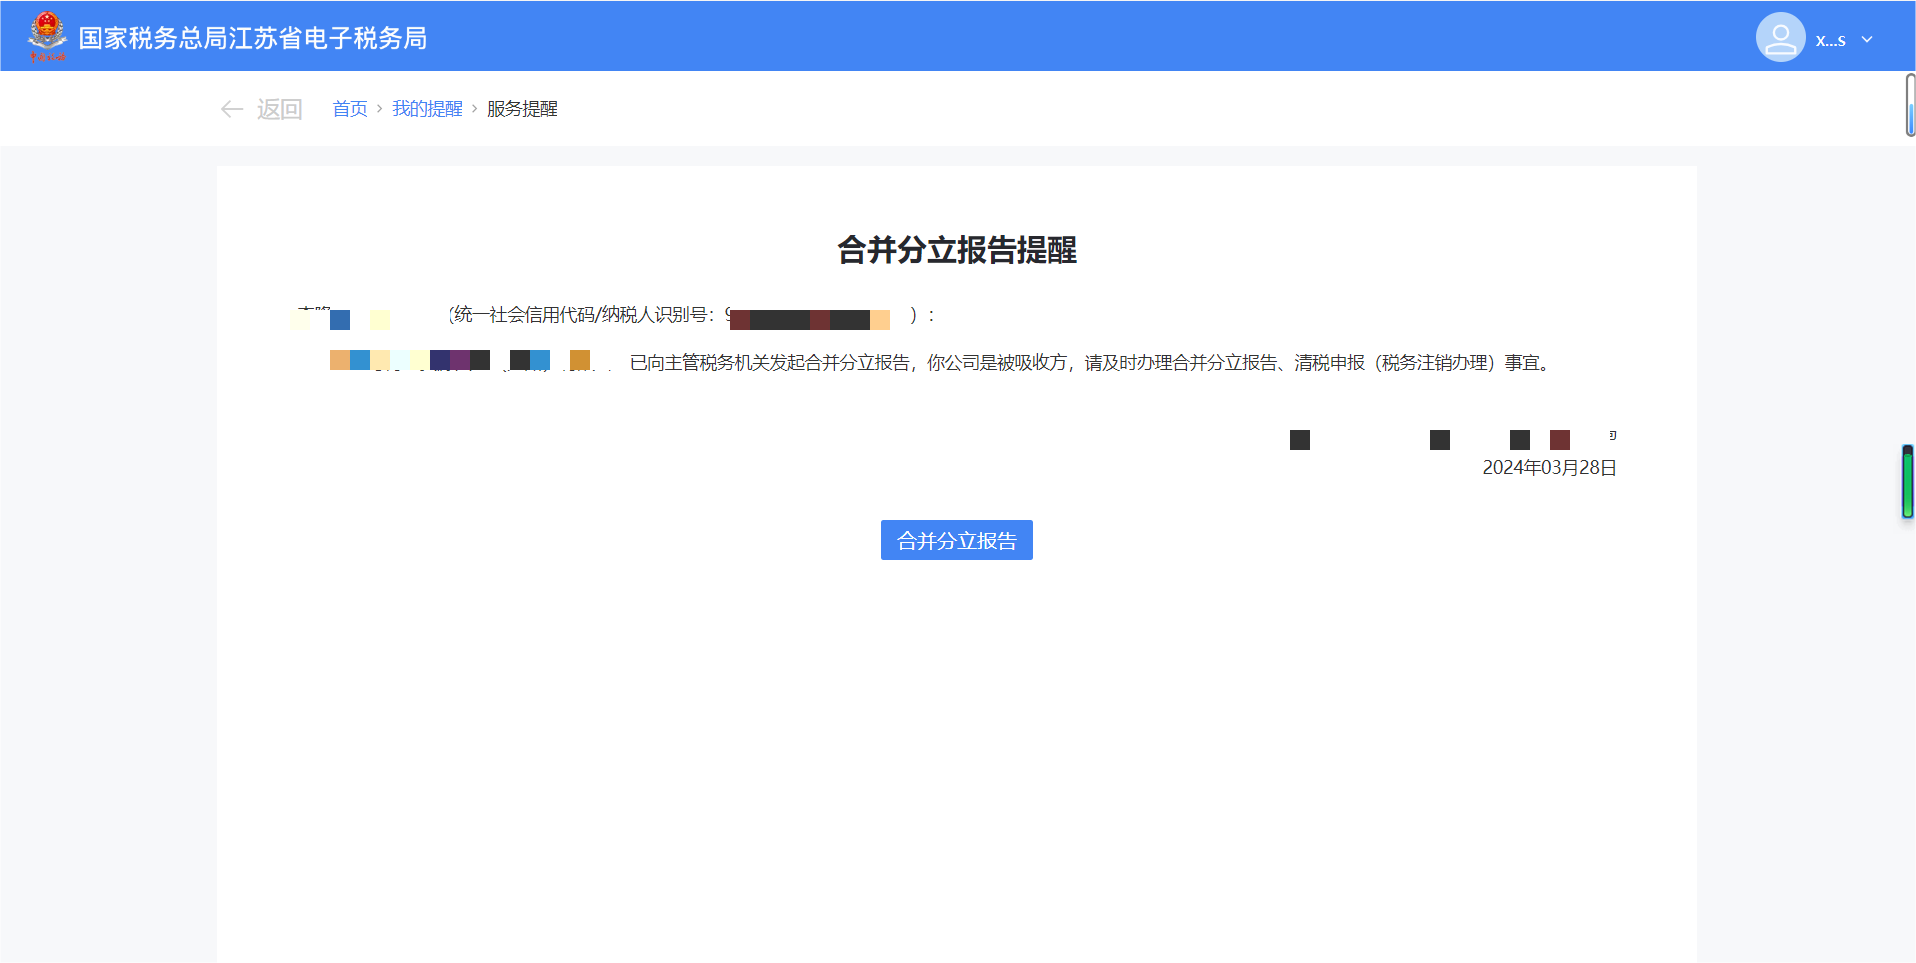 国家税务总局江苏省电子税务局
x...s
返回 首页 > 我的提醒 > 服务提醒
合并分立报告提醒
(统一社会信用代码/纳税人识别号：9 ）：
已向主管税务机关发起合并分立报告，你公司是被吸收方，请及时办理合并分立报告、清税申报（税务注销办理）事宜。
2024年03月28日
合并分立报告